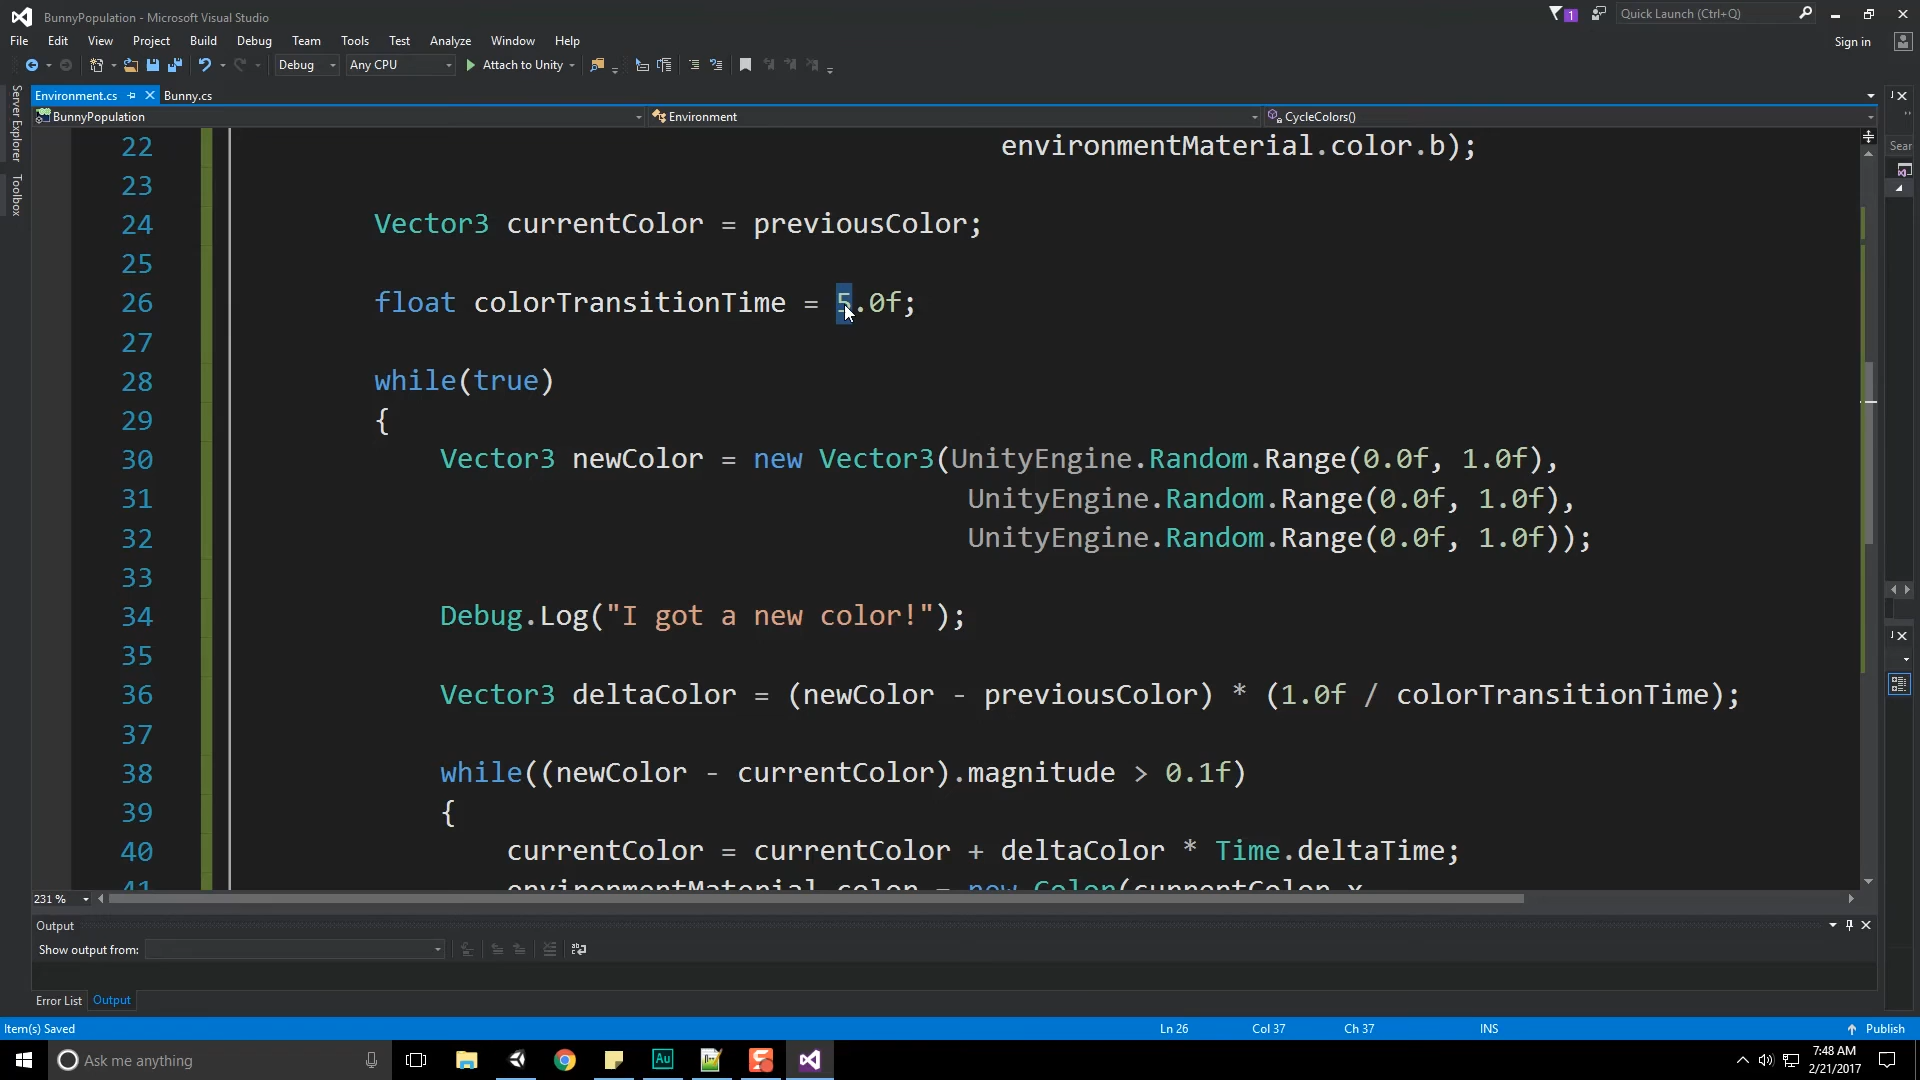 BunnyPopulation - Microsoft Visual Studio
1
Quick Launch (Ctrl+Q)
File Edit View Project Build Debug Team Tools Test Analyze Window Help
Sign in
Debug Any CPU Attach to Unity
Server Explorer
Toolbox
Environment.cs Bunny.cs
BunnyPopulation Environment CycleColors()
Sear
22 environmentMaterial.color.b);
23
24 Vector3 currentColor = previousColor;
25
26 float colorTransitionTime = 5.0f;
27
28 while(true)
29 {
30 Vector3 newColor = new Vector3(UnityEngine.Random.Range(0.0f, 1.0f),
31 UnityEngine.Random.Range(0.0f, 1.0f),
32 UnityEngine.Random.Range(0.0f, 1.0f));
33
34 Debug.Log("I got a new color!");
35
36 Vector3 deltaColor = (newColor - previousColor) * (1.0f / colorTransitionTime);
37
38 while((newColor - currentColor).magnitude > 0.1f)
39 {
40 currentColor = currentColor + deltaColor * Time.deltaTime;
41 environmentMaterial.color = new Color(currentColor.x
231 %
Output
Show output from:
Error List Output
Item(s) Saved Ln 26 Col 37 Ch 37 INS Publish
Ask me anything
Au
7:48 AM
2/21/2017